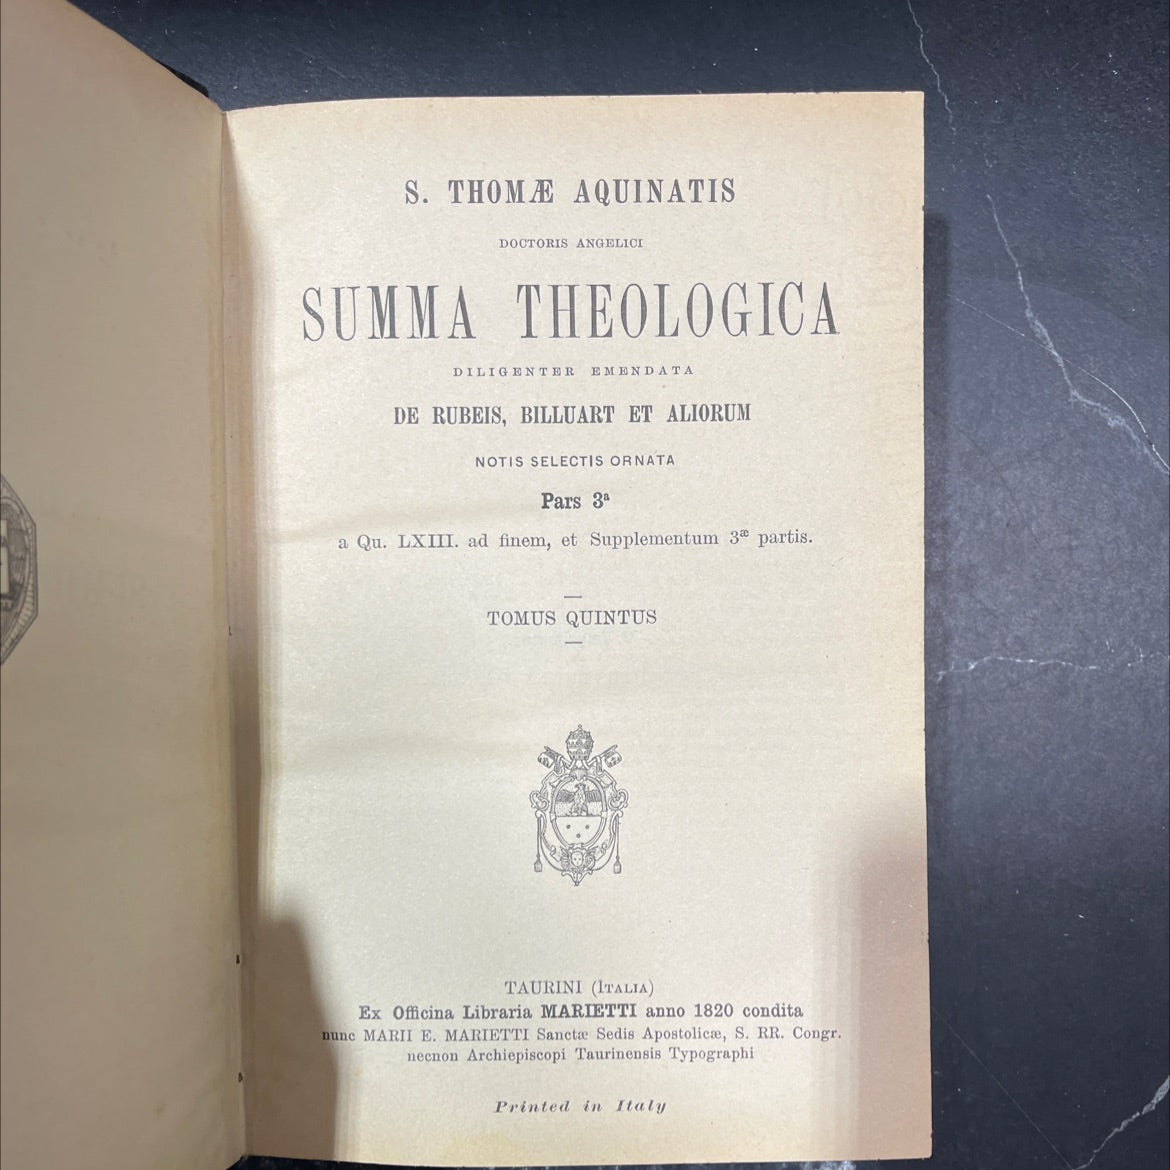 S. THOMÆ AQUINATIS
DOCTORIS ANGELICI
SUMMA THEOLOGICA
DILIGENTER EMENDATA
DE RUBEIS, BILLUART ET ALIORUM
NOTIS SELECTIS ORNATA
Pars 3ª
a Qu. LXIII. ad finem, et Supplementum 3æ partis.
TOMUS QUINTUS
TAURINI (ITALIA)
Ex Officina Libraria MARIETTI anno 1820 condita
nunc MARII E. MARIETTI Sanctæ Sedis Apostolicæ, S. RR. Congr.
necnon Archiepiscopi Taurinensis Typographi
Printed in Italy